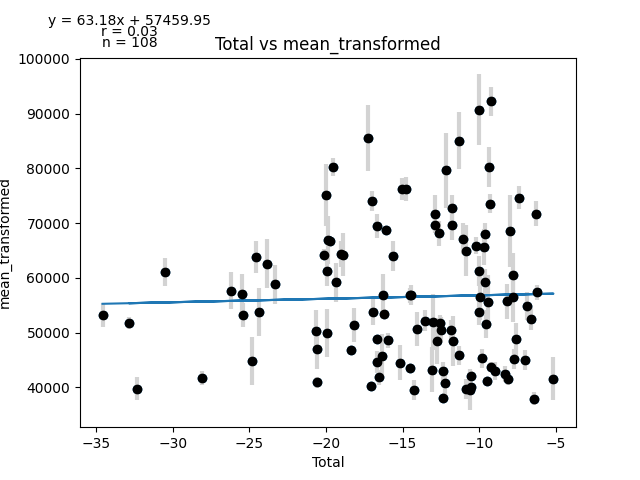 y = 63.18x + 57459.95
r = 0.03
n = 108
Total vs mean_transformed
100000
90000
80000
70000
60000
50000
40000
mean_transformed
−35
−30
−25
−20
−15
−10
−5
Total